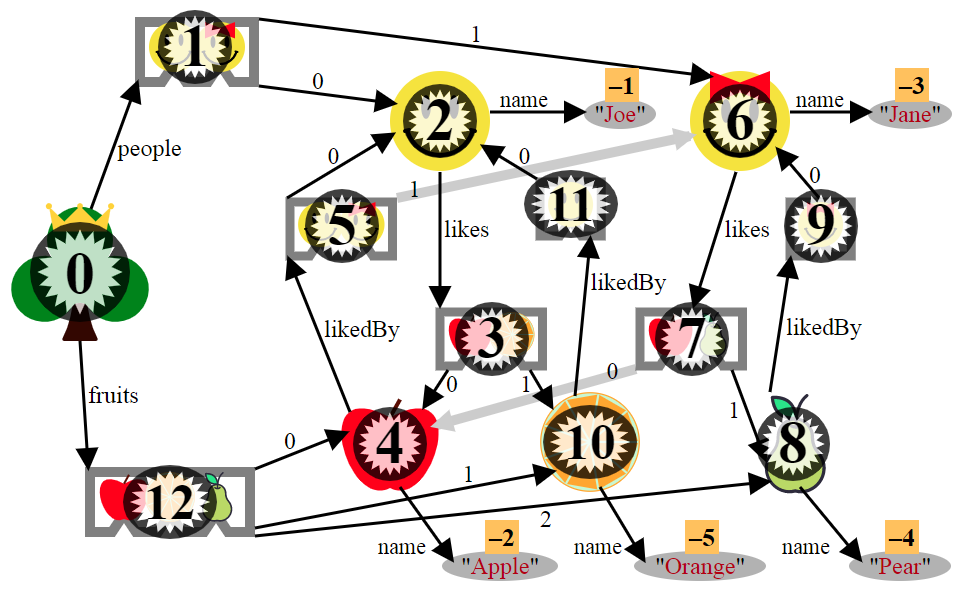 1
1
0
2
name
–1
"Joe"
6
name
–3
"Jane"
people
0
5
1
0
11
0
9
0
likes
likes
likedBy
likedBy
likedBy
3
7
0
1
0
1
fruits
0
4
10
8
12
1
2
name
–2
"Apple"
name
–5
"Orange"
name
–4
"Pear"